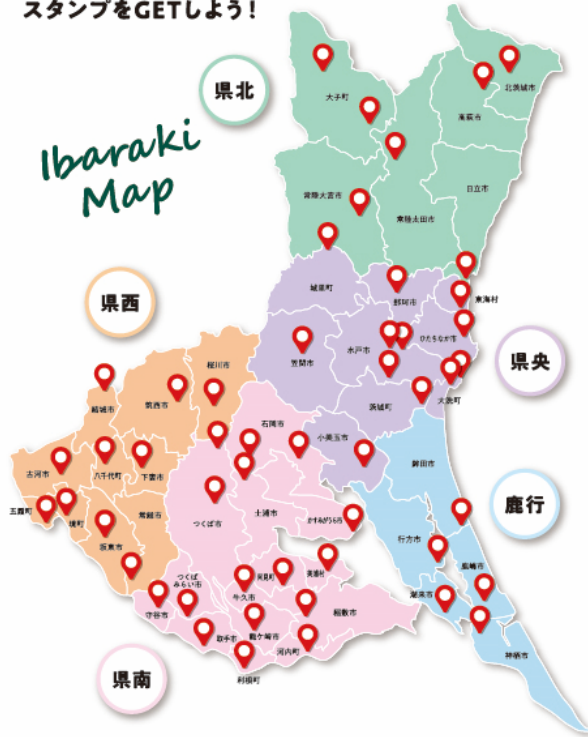 スタンプをGETしよう!
県北
Ibaraki
Map
大子町
北茨城市
高萩市
日立市
常陸大宮市
常陸太田市
県西
城里町
那珂市
東海村
ひたちなか市
水戸市
笠間市
県央
大洗町
茨城町
小美玉市
桜川市
筑西市
結城市
石岡市
鉾田市
古河市
八千代町
下妻市
五霞町
境町
常総市
坂東市
つくば市
土浦市
かすみがうら市
鹿行
行方市
鹿嶋市
潮来市
神栖市
つくば
みらい市
牛久市
阿見町
美浦村
稲敷市
守谷市
取手市
龍ケ崎市
河内町
利根町
県南